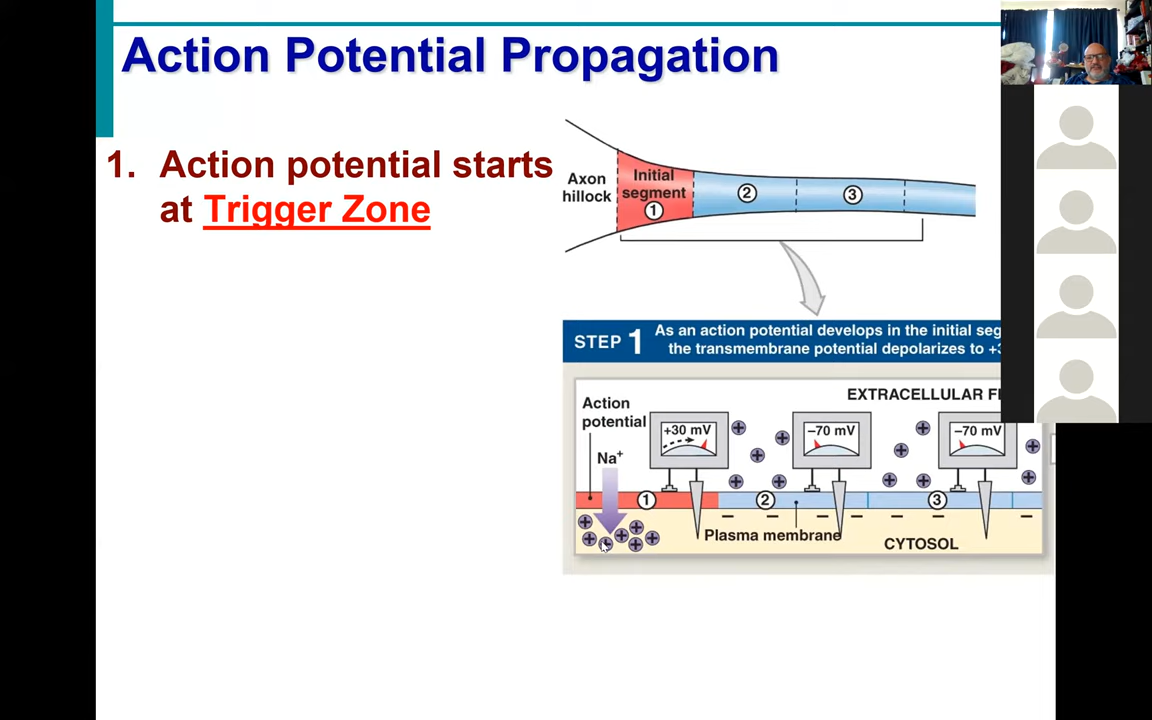 Action Potential Propagation
1. Action potential starts
at Trigger Zone
Axon
hillock
Initial
segment
1
2
3
STEP 1
As an action potential develops in the initial seg
the transmembrane potential depolarizes to +3
EXTRACELLULAR FL
Action
potential
+30 mV
–70 mV
–70 mV
Na+
1
2
3
Plasma membrane
CYTOSOL